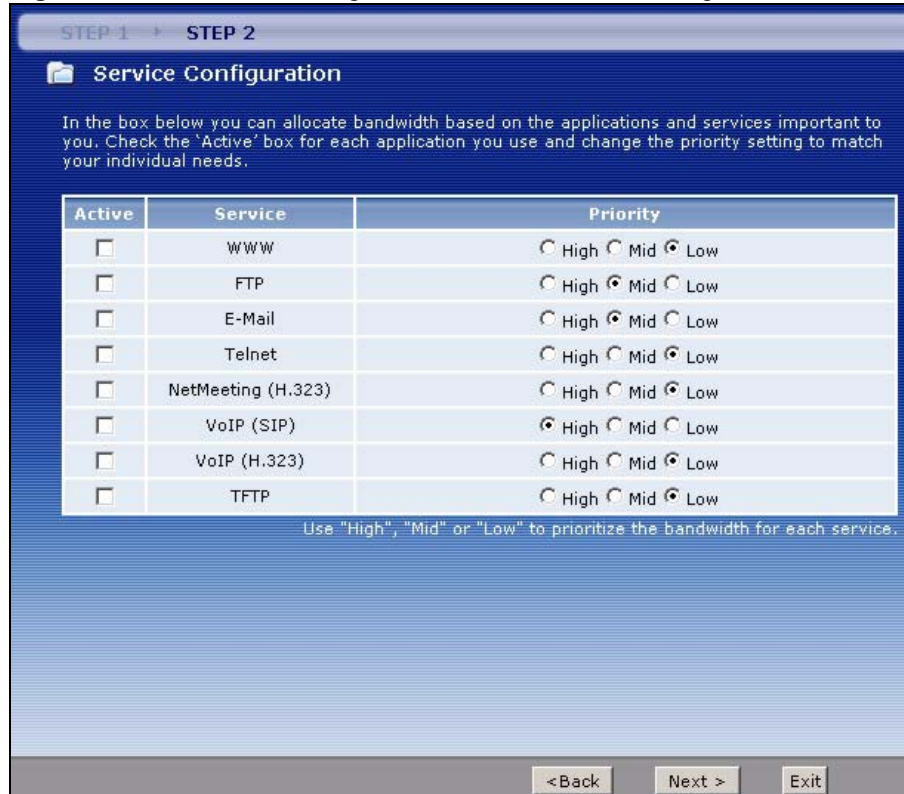 STEP 1 STEP 2
Service Configuration
In the box below you can allocate bandwidth based on the applications and services important to
you. Check the `Active' box for each application you use and change the priority setting to match
your individual needs.
Active Service Priority
WWW High Mid Low
FTP High Mid Low
E-Mail High Mid Low
Telnet High Mid Low
NetMeeting (H.323) High Mid Low
VoIP (SIP) High Mid Low
VoIP (H.323) High Mid Low
TFTP High Mid Low
Use "High", "Mid" or "Low" to prioritize the bandwidth for each service.
<Back Next > Exit